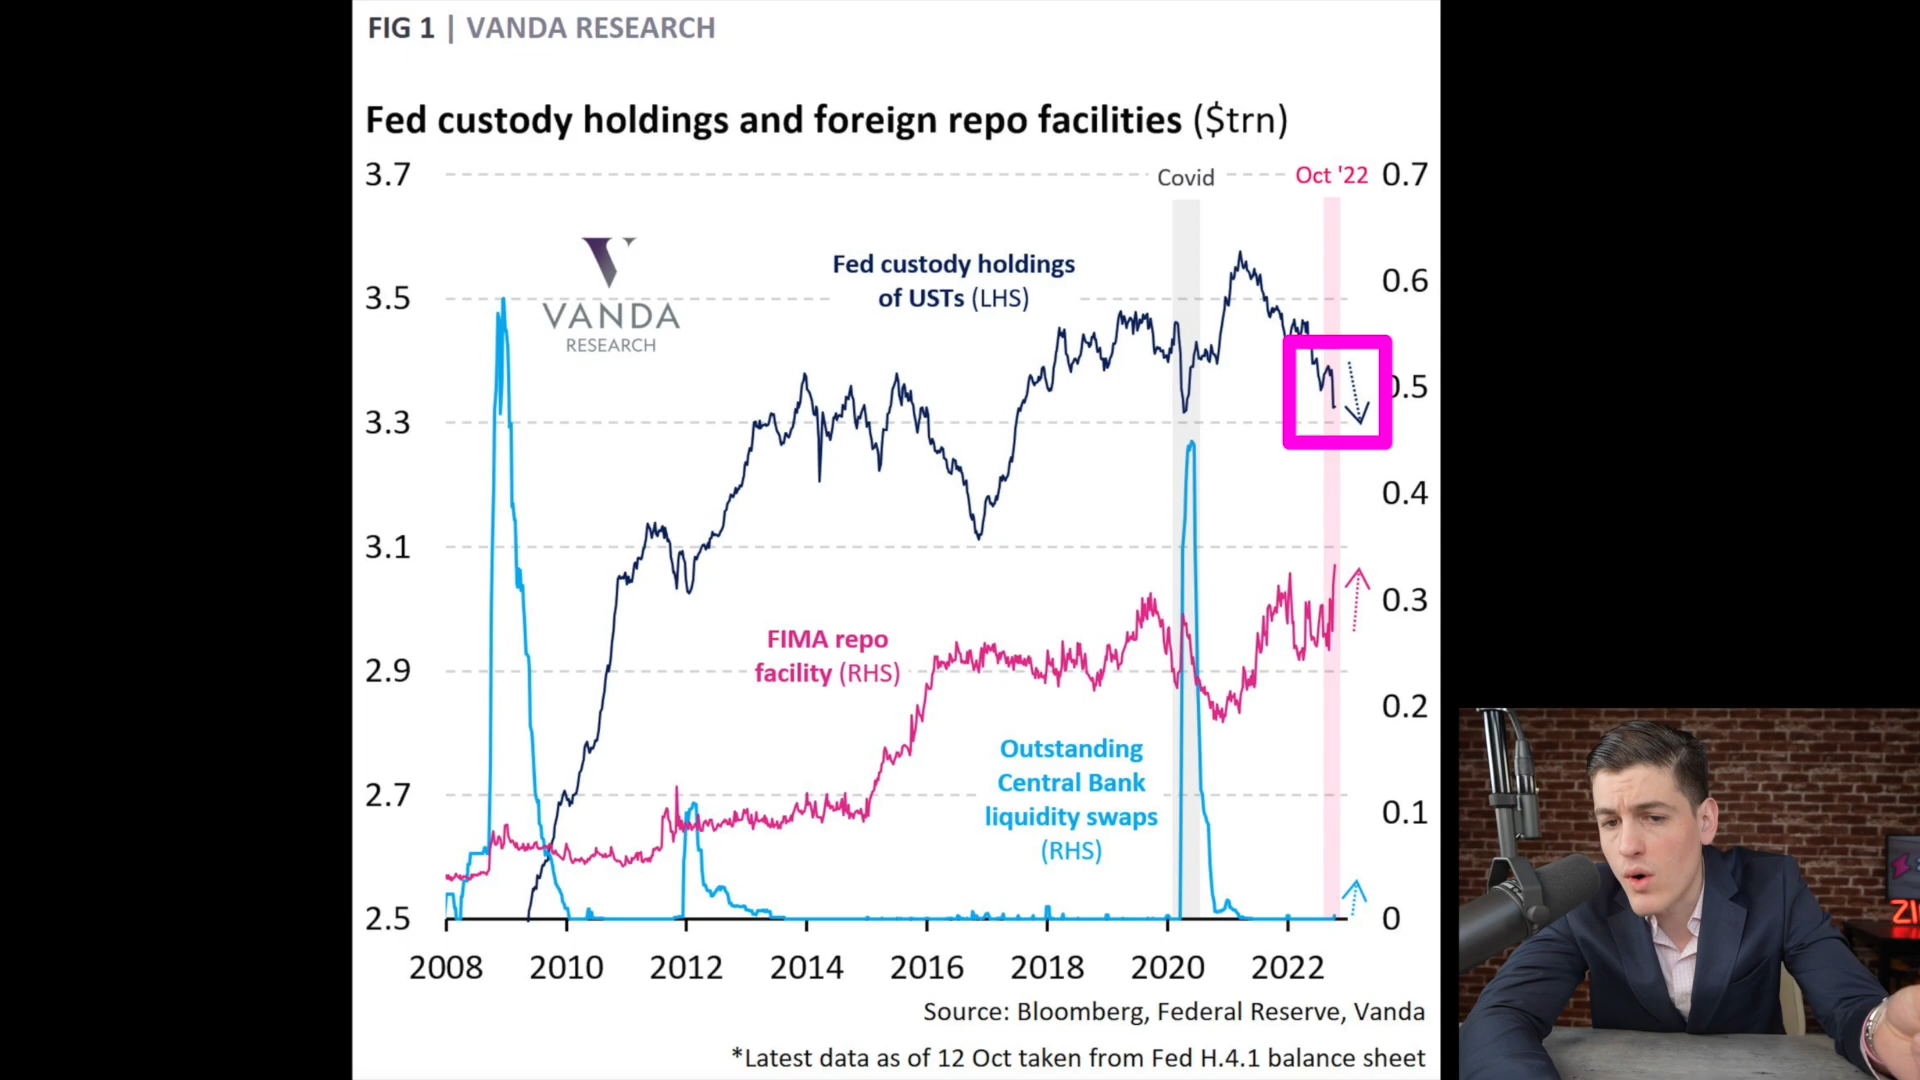 FIG 1 | VANDA RESEARCH
Fed custody holdings and foreign repo facilities ($trn)
3.7
3.5
3.3
3.1
2.9
2.7
2.5
0.7
0.6
0.5
0.4
0.3
0.2
0.1
0
Covid
Oct '22
VANDA
RESEARCH
Fed custody holdings
of USTs (LHS)
FIMA repo
facility (RHS)
Outstanding
Central Bank
liquidity swaps
(RHS)
2008 2010 2012 2014 2016 2018 2020 2022
Source: Bloomberg, Federal Reserve, Vanda
*Latest data as of 12 Oct taken from Fed H.4.1 balance sheet